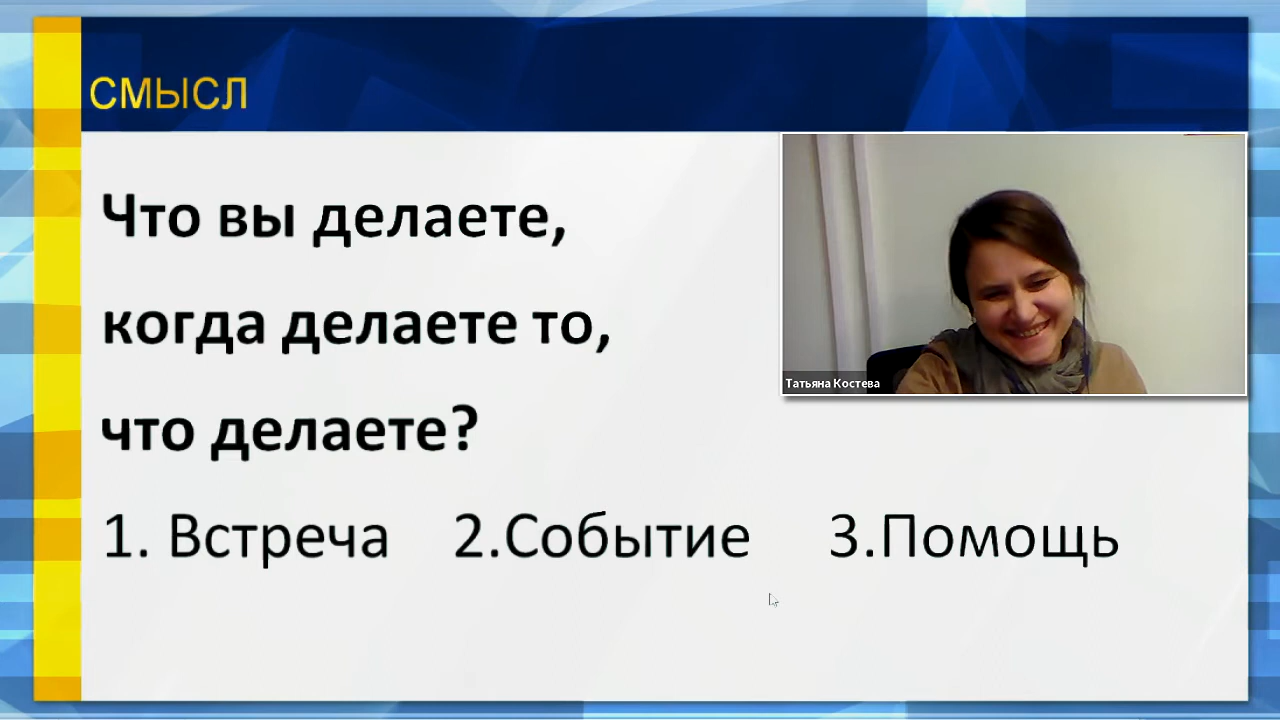 СМЫСЛ
Что вы делаете,
когда делаете то,
что делаете?
1. Встреча 2.Событие 3.Помощь
Татьяна Костева